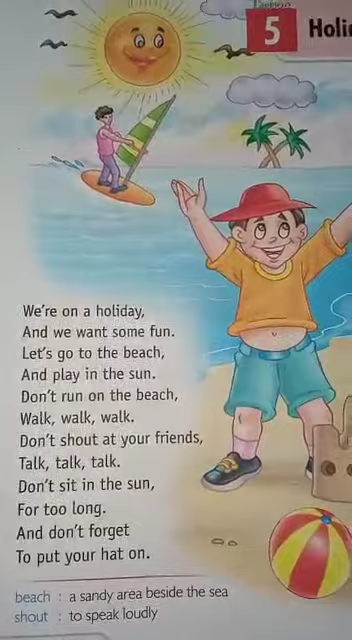 5 Holi
We're on a holiday,
And we want some fun.
Let's go to the beach,
And play in the sun.
Don't run on the beach,
Walk, walk, walk.
Don't shout at your friends,
Talk, talk, talk.
Don't sit in the sun,
For too long.
And don't forget
To put your hat on.
beach : a sandy area beside the sea
shout : to speak loudly